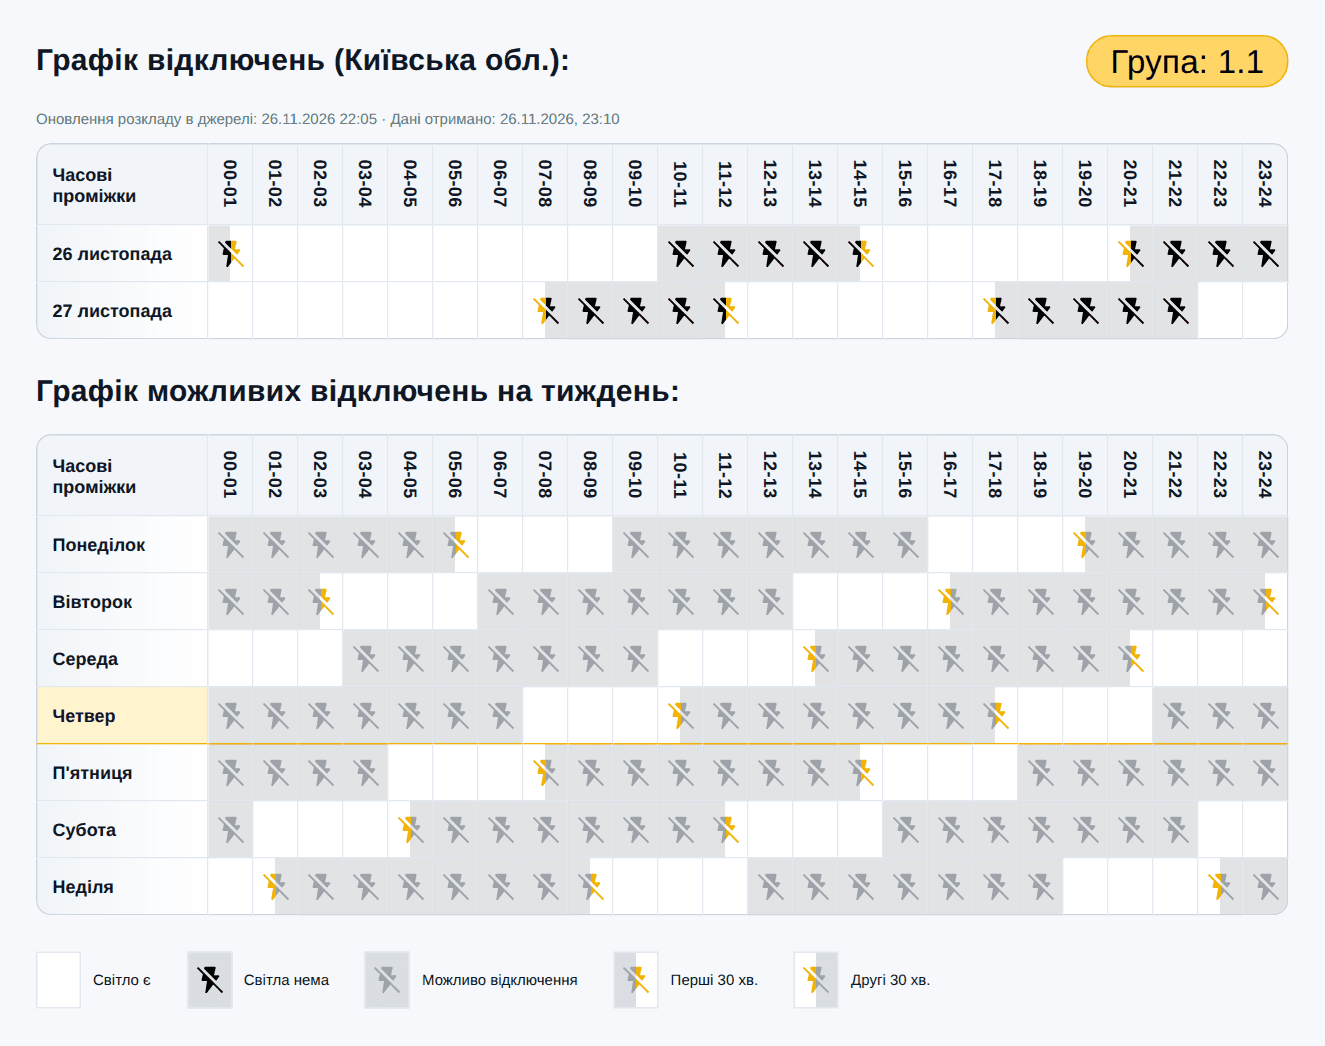 Графік відключень (Київська обл.):
Група: 1.1
Оновлення розкладу в джерелі: 26.11.2026 22:05 · Дані отримано: 26.11.2026, 23:10
Часові проміжки 00-01 01-02 02-03 03-04 04-05 05-06 06-07 07-08 08-09 09-10 10-11 11-12 12-13 13-14 14-15 15-16 16-17 17-18 18-19 19-20 20-21 21-22 22-23 23-24
26 листопада
27 листопада
Графік можливих відключень на тиждень:
Часові проміжки 00-01 01-02 02-03 03-04 04-05 05-06 06-07 07-08 08-09 09-10 10-11 11-12 12-13 13-14 14-15 15-16 16-17 17-18 18-19 19-20 20-21 21-22 22-23 23-24
Понеділок
Вівторок
Середа
Четвер
П'ятниця
Субота
Неділя
Світло є Світла нема Можливо відключення Перші 30 хв. Другі 30 хв.